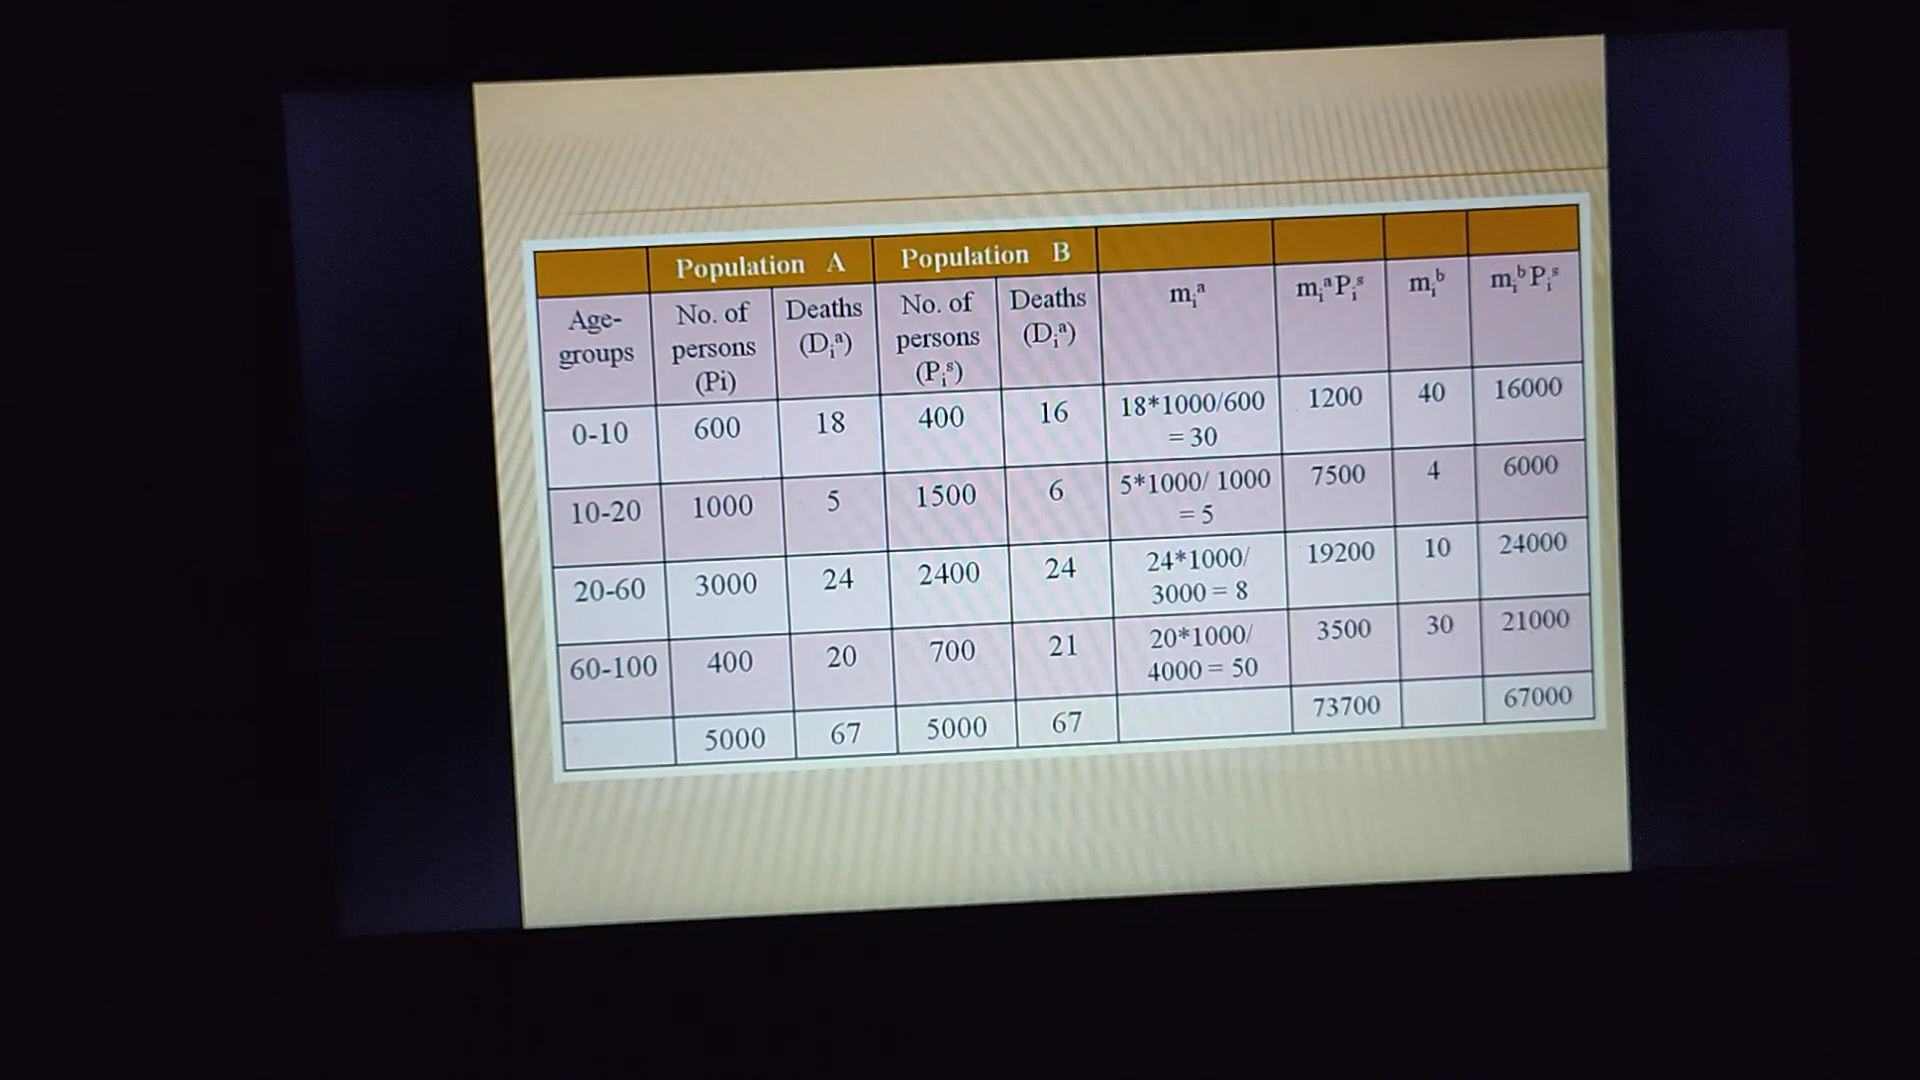 Population A Population B
Age-groups No. of persons (Pi) Deaths (Dᵢᵃ) No. of persons (Pᵢˢ) Deaths (Dᵢᵃ) mᵢᵃ mᵢᵃPᵢˢ mᵢᵇ mᵢᵇPᵢˢ
0-10 600 18 400 16 18*1000/600 = 30 1200 40 16000
10-20 1000 5 1500 6 5*1000/ 1000 = 5 7500 4 6000
20-60 3000 24 2400 24 24*1000/ 3000 = 8 19200 10 24000
60-100 400 20 700 21 20*1000/ 4000 = 50 3500 30 21000
5000 67 5000 67 73700 67000